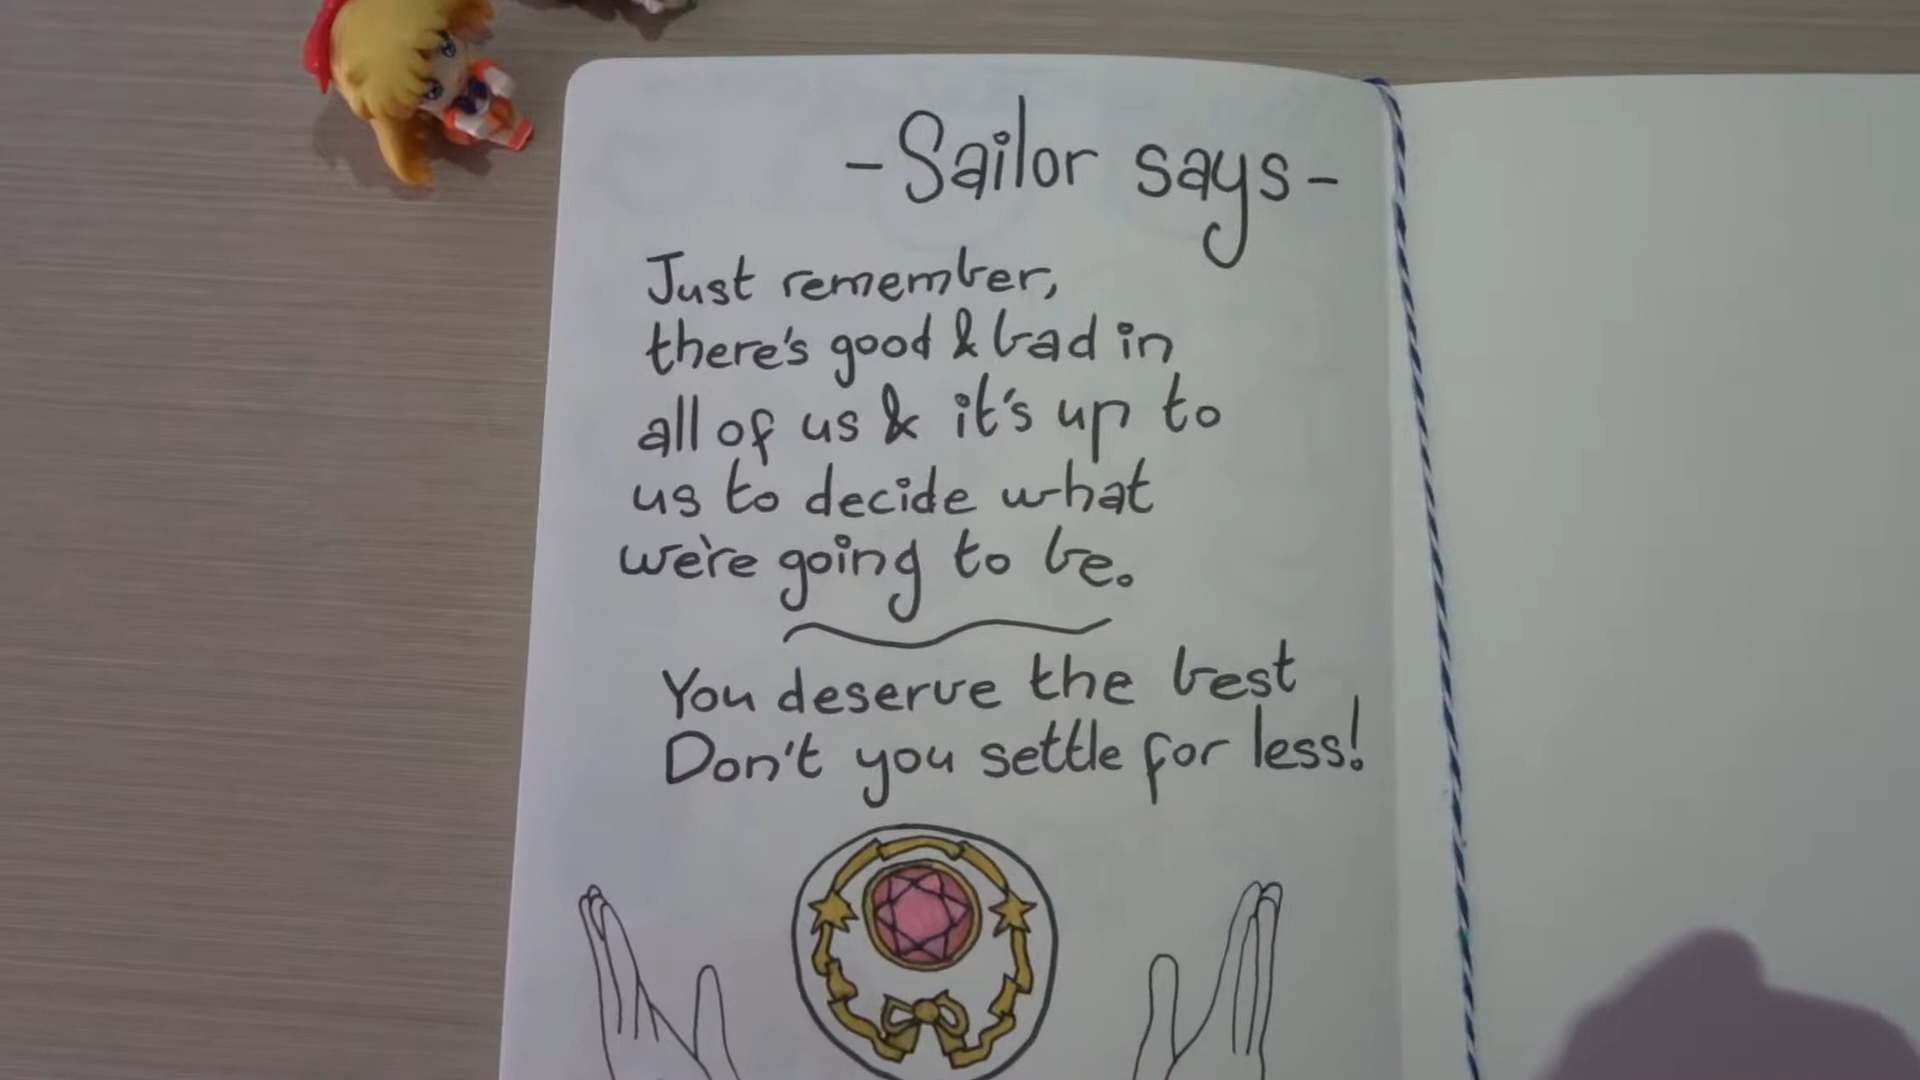 -Sailor says-
Just remember,
there's good & bad in
all of us & it's up to
us to decide what
we're going to be.
You deserve the best
Don't you settle for less!